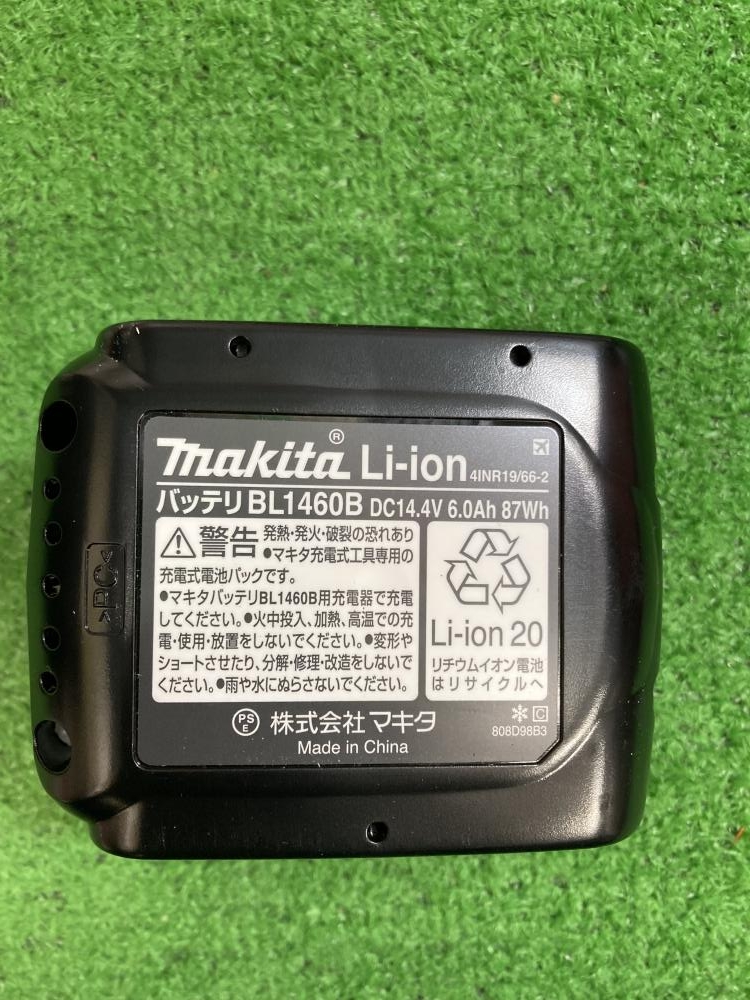 makita® Li-ion 4INR19/66-2
バッテリ BL1460B DC14.4V 6.0Ah 87Wh
警告 発熱・発火・破裂の恐れあり
●マキタ充電式工具専用の
充電式電池パックです。
●マキタバッテリBL1460B用充電器で充電
してください。●火中投入、加熱、高温での充
電・使用・放置をしないでください。●変形や
ショートさせたり、分解・修理・改造をしないで
ください。●雨や水にぬらさないでください。
Li-ion 20
リチウムイオン電池
はリサイクルへ
PS
E
株式会社 マキタ
Made in China
C
808D98B3
>PC<